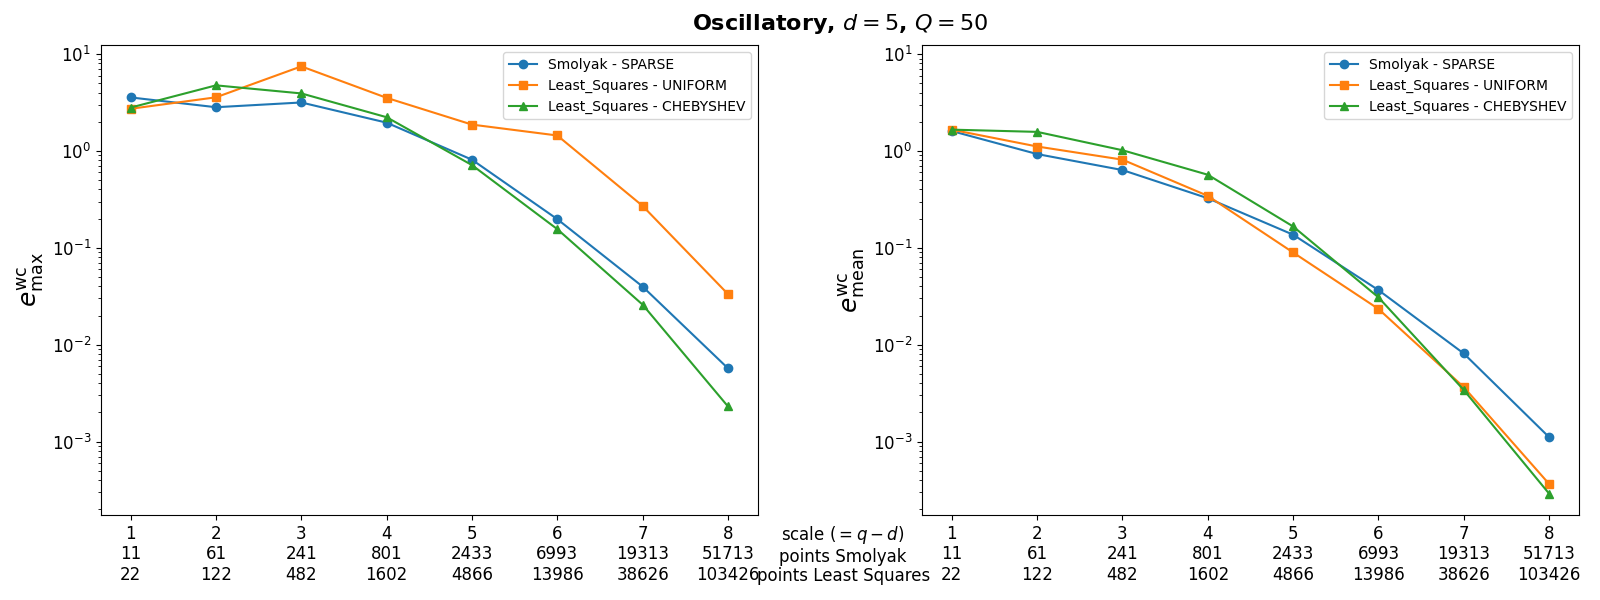 Oscillatory, d = 5, Q = 50
10¹
10⁰
10⁻¹
10⁻²
10⁻³
e^wc_max
Smolyak - SPARSE
Least_Squares - UNIFORM
Least_Squares - CHEBYSHEV
1 2 3 4 5 6 7 8
11 61 241 801 2433 6993 19313 51713
22 122 482 1602 4866 13986 38626 103426
scale (= q − d)
points Smolyak
points Least Squares
10¹
10⁰
10⁻¹
10⁻²
10⁻³
e^wc_mean
Smolyak - SPARSE
Least_Squares - UNIFORM
Least_Squares - CHEBYSHEV
1 2 3 4 5 6 7 8
11 61 241 801 2433 6993 19313 51713
22 122 482 1602 4866 13986 38626 103426